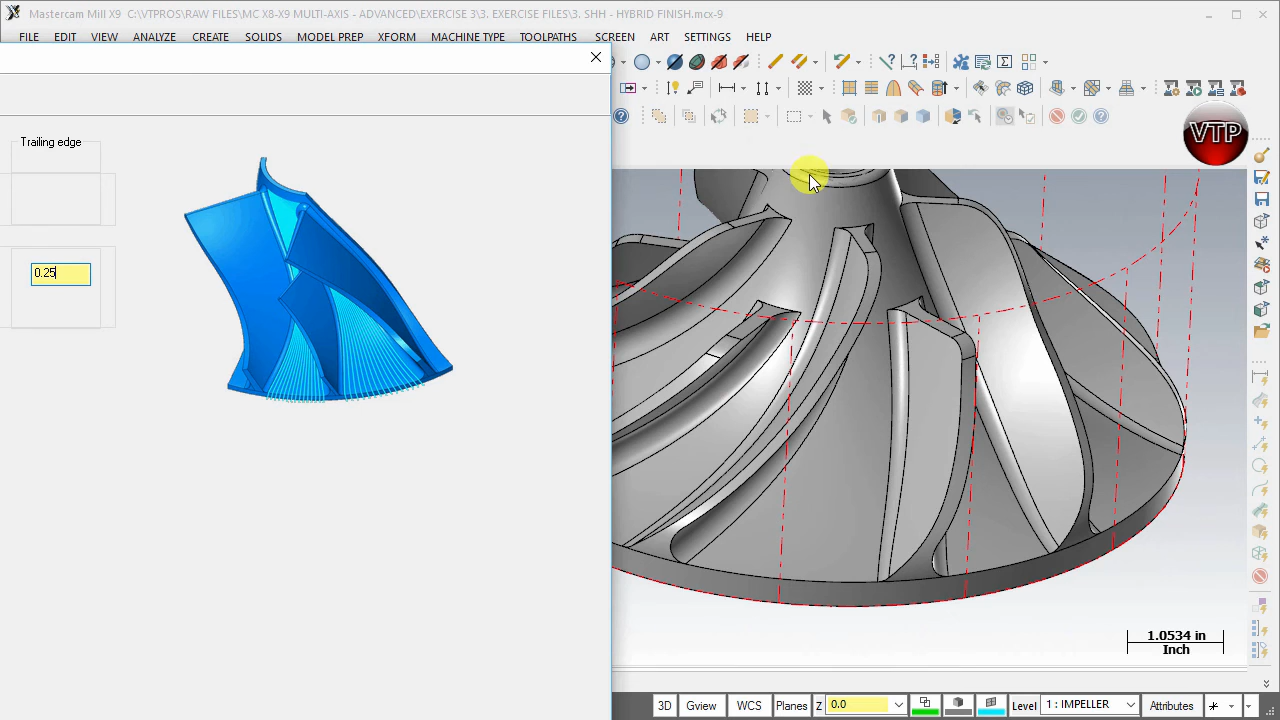 Mastercam Mill X9 C:\VTPROS\RAW FILES\MC X8-X9 MULTI-AXIS - ADVANCED\EXERCISE 3\3. EXERCISE FILES\3. SHH - HYBRID FINISH.mcx-9
FILE EDIT VIEW ANALYZE CREATE SOLIDS MODEL PREP XFORM MACHINE TYPE TOOLPATHS SCREEN ART SETTINGS HELP
VTP
Trailing edge
0.25
1.0534 in
Inch
3D Gview WCS Planes Z 0.0 Level 1 : IMPELLER Attributes